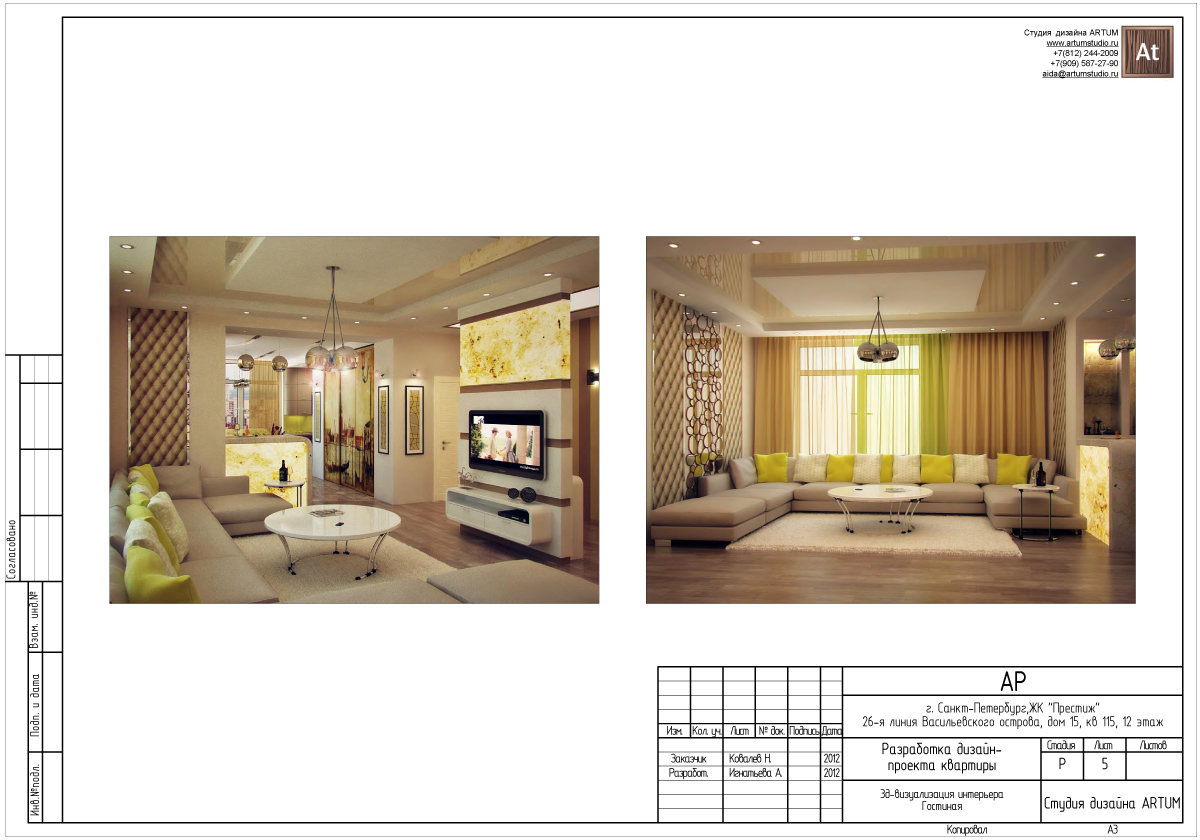 Студия дизайна ARTUM
www.artumstudio.ru
+7(812) 244-2009
+7(909) 587-27-90
aida@artumstudio.ru
At
Согласовано
Взам. инд.№
Подп. и дата
Инв.№подл.
АР
г. Санкт-Петербург,ЖК "Престиж"
26-я линия Васильевского острова, дом 15, кв 115, 12 этаж
Изм. Кол. уч. Лист № док. Подпись Дата
Заказчик Ковалев Н. 2012
Разработ. Игнатьева А. 2012
Разработка дизайн-
проекта квартиры
Стадия Лист Листов
Р 5
3д-визуализация интерьера
Гостиная
Студия дизайна ARTUM
Копировал А3